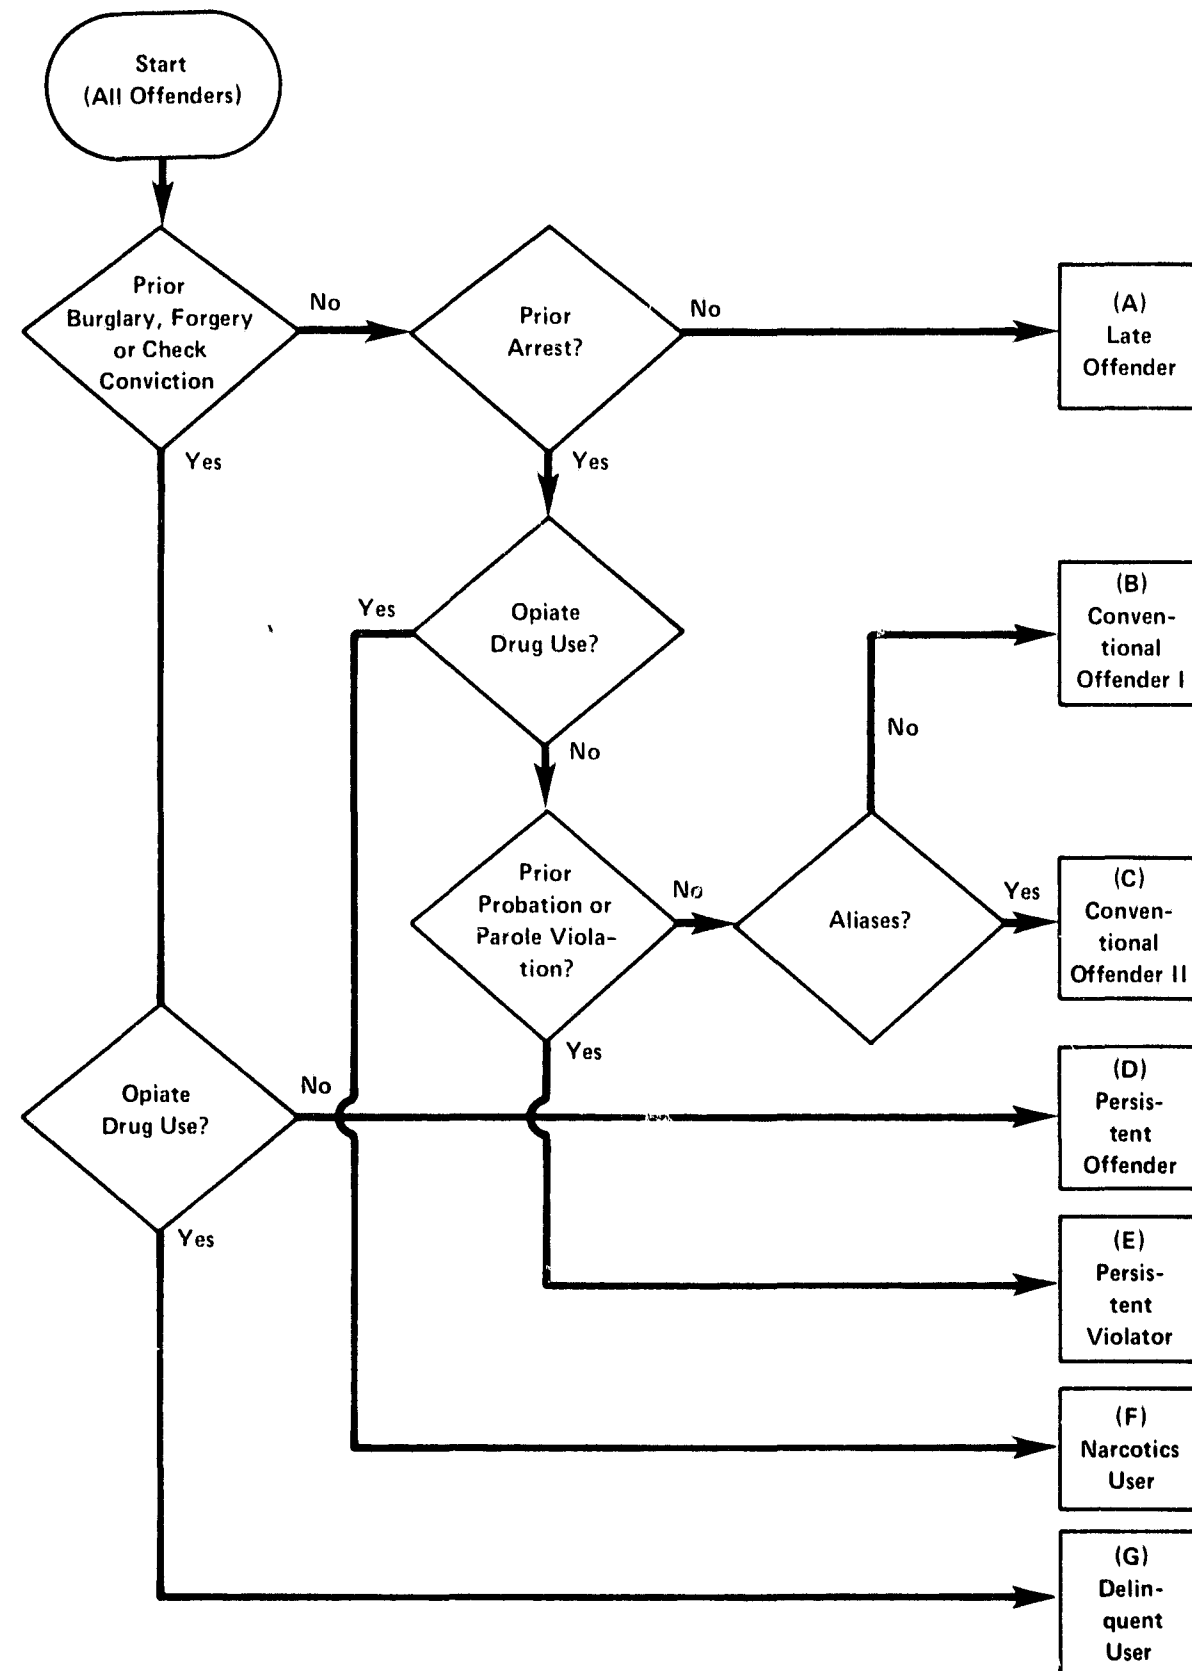 Start
(All Offenders)
Prior
Burglary, Forgery
or Check
Conviction
No
Prior
Arrest?
No
(A)
Late
Offender
Yes
Yes
Opiate
Drug Use?
Yes
No
(B)
Conven-
tional
Offender I
No
Prior
Probation or
Parole Viola-
tion?
No
Aliases?
Yes
(C)
Conven-
tional
Offender II
Yes
Opiate
Drug Use?
No
(D)
Persis-
tent
Offender
Yes
(E)
Persis-
tent
Violator
(F)
Narcotics
User
(G)
Delin-
quent
User